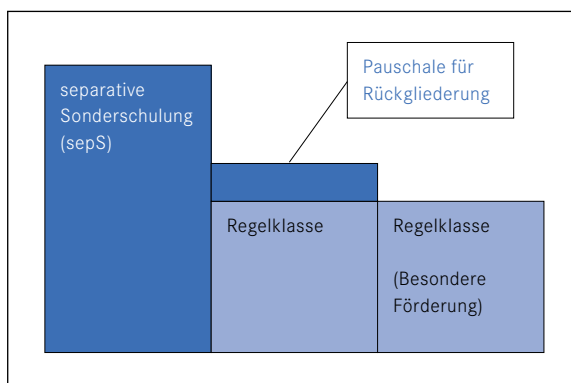 separative
Sonderschulung
(sepS)
Pauschale für
Rückgliederung
Regelklasse
Regelklasse
(Besondere
Förderung)